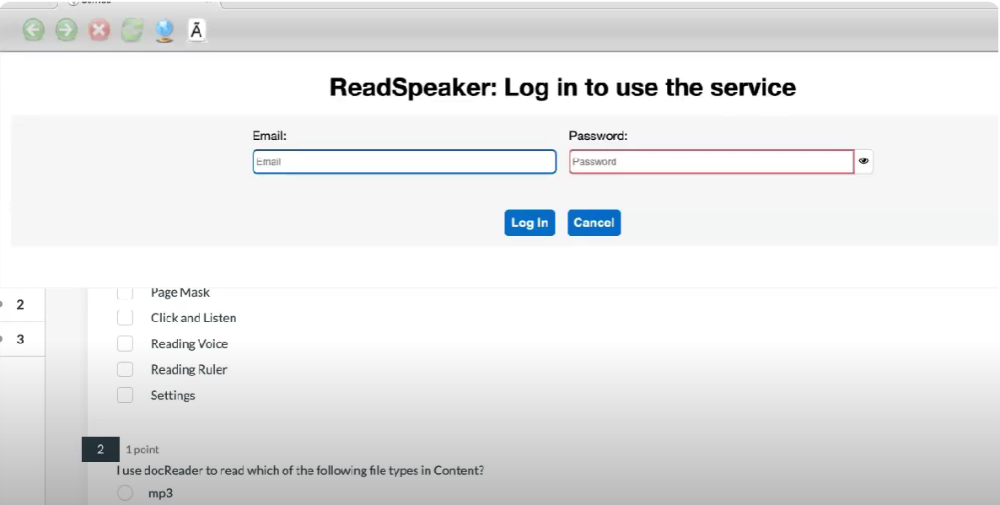 Ã
ReadSpeaker: Log in to use the service
Email:
Password:
Email
Password
Log In
Cancel
2
3
Page Mask
Click and Listen
Reading Voice
Reading Ruler
Settings
2
1 point
I use docReader to read which of the following file types in Content?
mp3